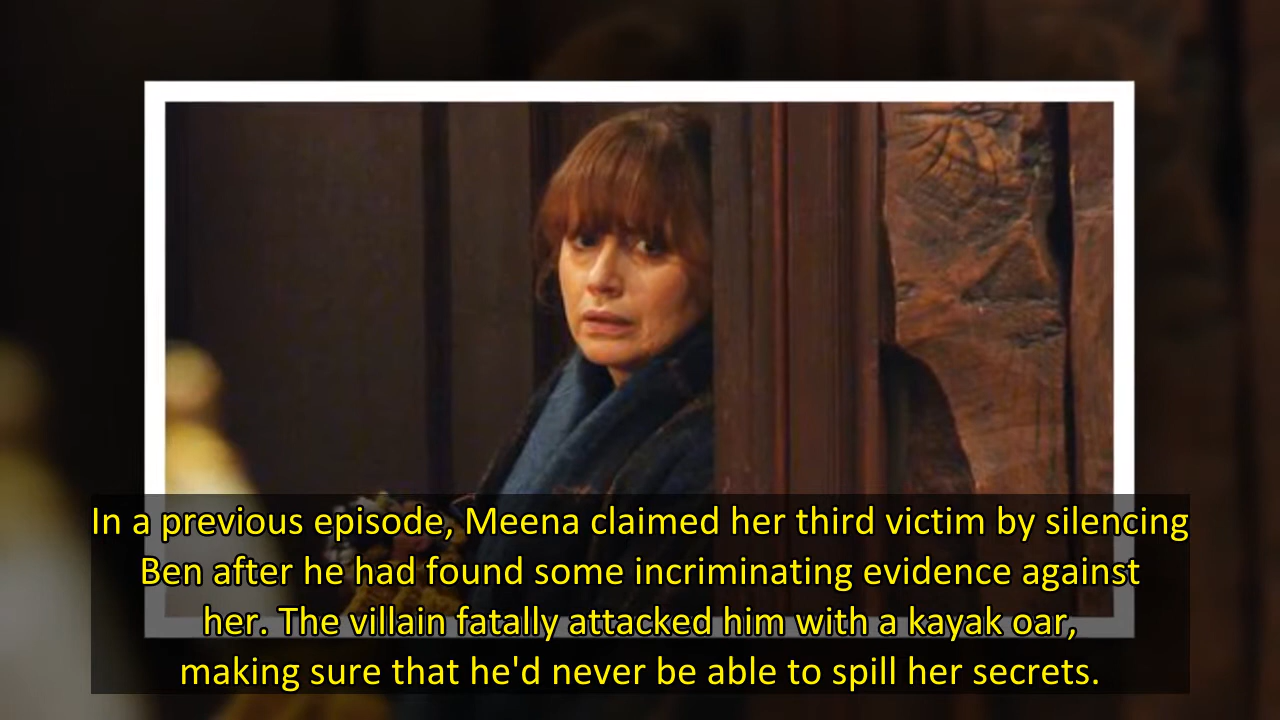 In a previous episode, Meena claimed her third victim by silencing
Ben after he had found some incriminating evidence against
her. The villain fatally attacked him with a kayak oar,
making sure that he'd never be able to spill her secrets.